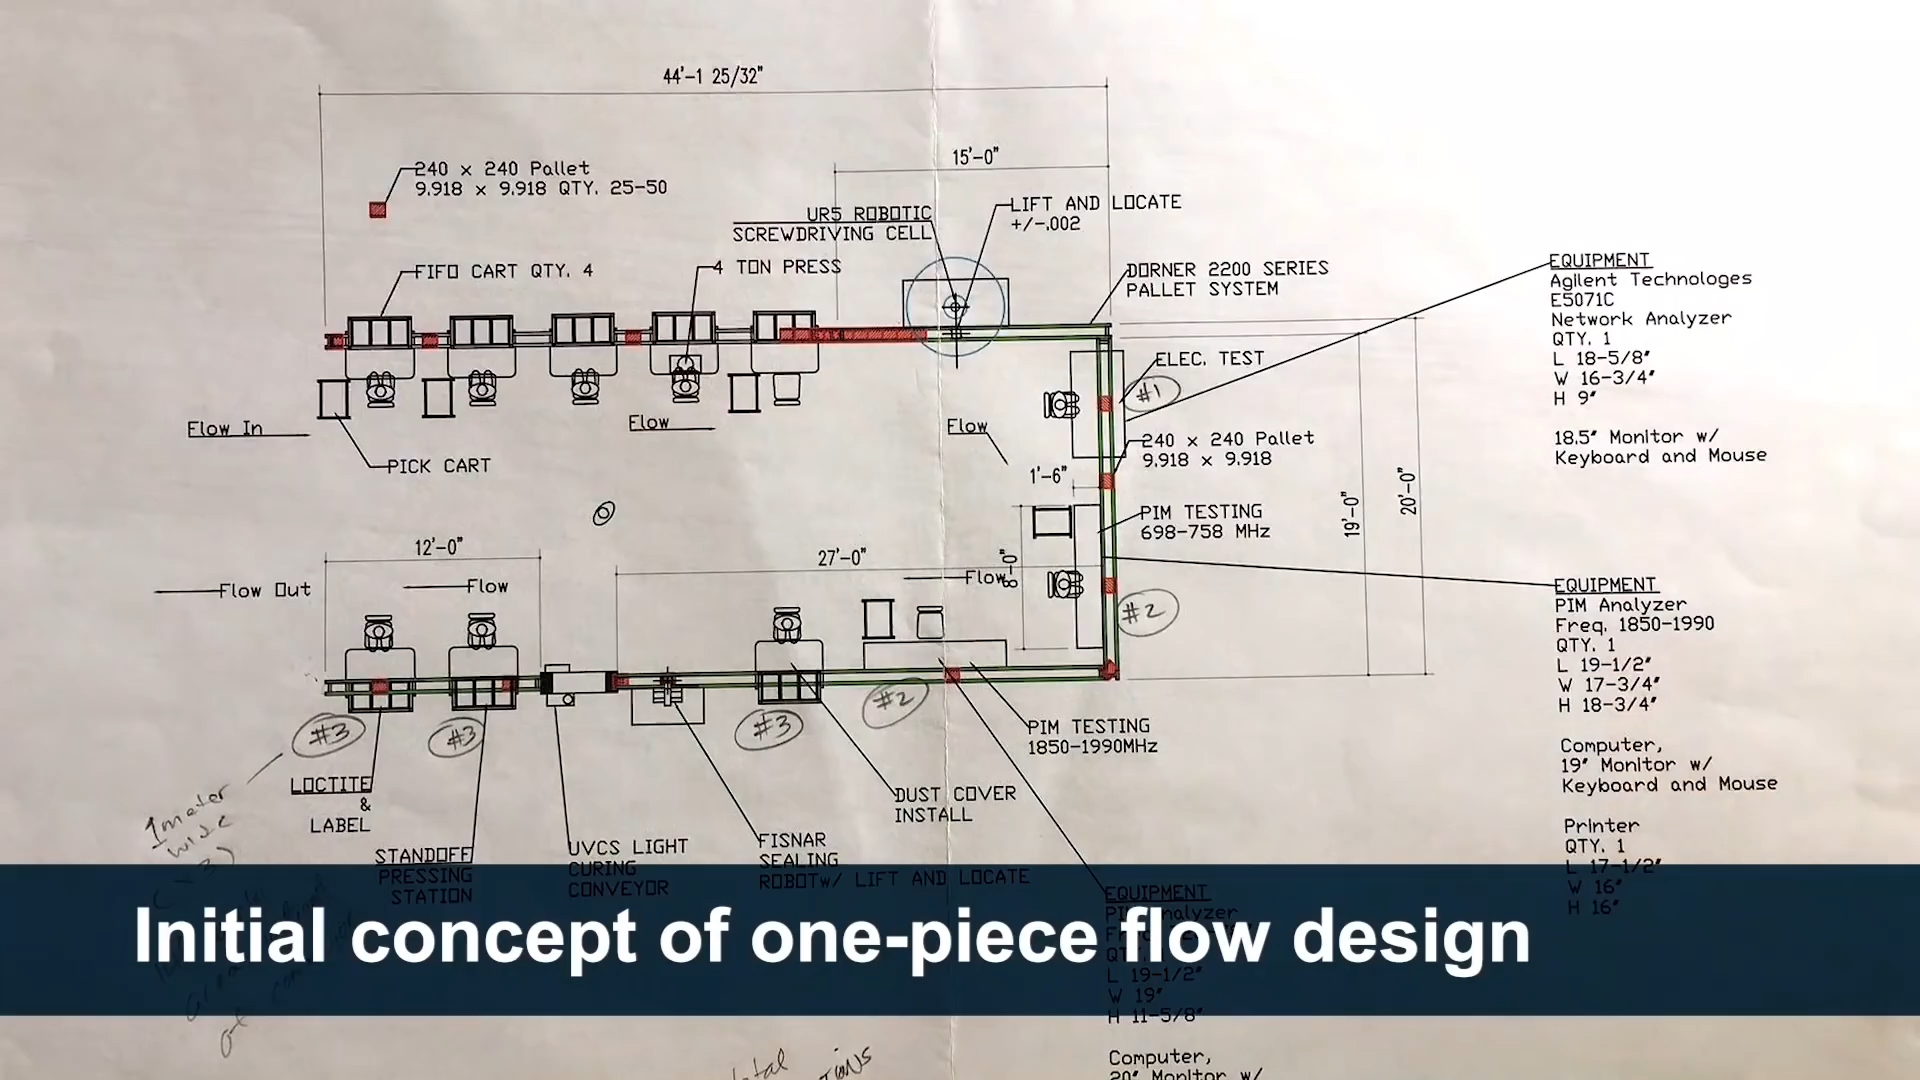 44'-1 25/32"
15'-0"
240 x 240 Pallet
9.918 x 9.918 QTY. 25-50
UR5 ROBOTIC
SCREWDRIVING CELL
LIFT AND LOCATE
+/-.002
FIFO CART QTY. 4
4 TON PRESS
DORNER 2200 SERIES
PALLET SYSTEM
EQUIPMENT
Agilent Technologes
E5071C
Network Analyzer
QTY. 1
L 18-5/8"
W 16-3/4"
H 9"
18.5" Monitor w/
Keyboard and Mouse
ELEC. TEST
#1
Flow In
Flow
Flow
240 x 240 Pallet
9.918 x 9.918
PICK CART
1'-6"
19'-0"
20'-0"
PIM TESTING
698-758 MHz
12'-0"
27'-0"
8'-0"
Flow Out
Flow
Flow
#2
EQUIPMENT
PIM Analyzer
Freq. 1850-1990
QTY. 1
L 19-1/2"
W 17-3/4"
H 18-3/4"
Computer,
19" Monitor w/
Keyboard and Mouse
Printer
QTY. 1
L 17-1/2"
W 16"
H 16"
#3
#3
#3
#2
PIM TESTING
1850-1990MHz
LOCTITE
&
LABEL
1 meter
wide
DUST COVER
INSTALL
STANDOFF
PRESSING
STATION
UVCS LIGHT
CURING
CONVEYOR
FISNAR
SEALING
ROBOTw/ LIFT AND LOCATE
EQUIPMENT
Initial concept of one-piece flow design
L 19-1/2"
W 19"
H 11-5/8"
Computer,
20" Monitor w/